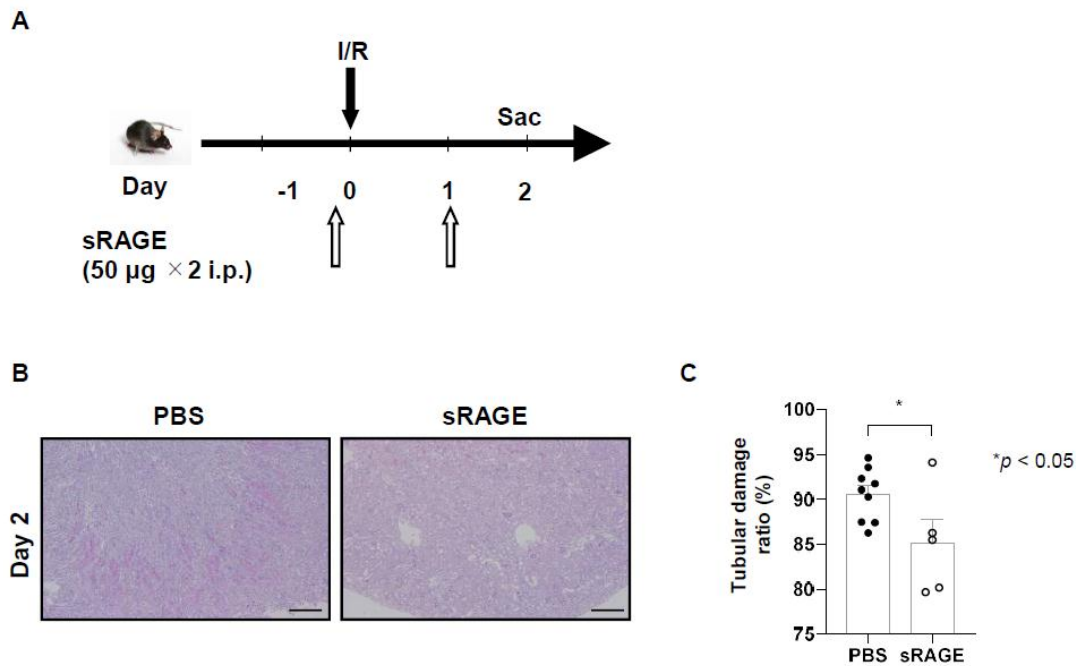 A
I/R
Sac
Day
-1 0 1 2
sRAGE
(50 µg ×2 i.p.)
B
PBS sRAGE
Day 2
C
100
95
90
85
80
75
Tubular damage
ratio (%)
*
*p < 0.05
PBS sRAGE